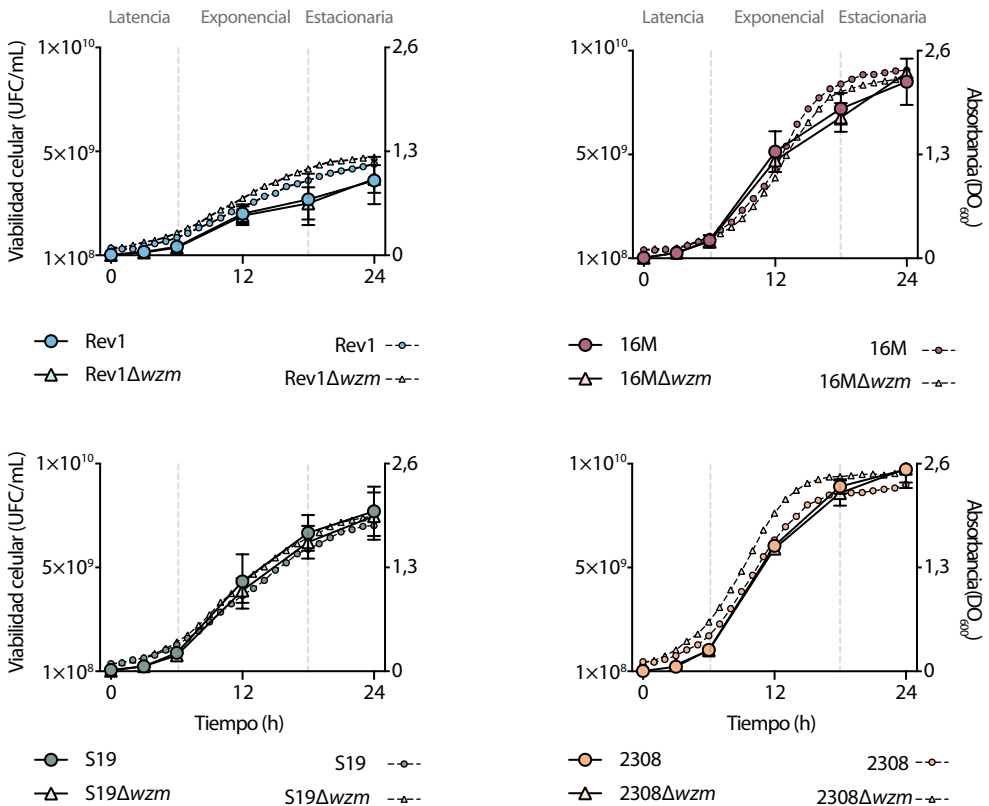 Latencia Exponencial Estacionaria
Latencia Exponencial Estacionaria
Viabilidad celular (UFC/mL)
1×10¹⁰
5×10⁹
1×10⁸
2,6
1,3
0
0 12 24
1×10¹⁰
5×10⁹
1×10⁸
2,6
1,3
0
0 12 24
Absorbancia (DO₆₀₀)
Rev1 Rev1
Rev1Δwzm Rev1Δwzm
16M 16M
16MΔwzm 16MΔwzm
Viabilidad celular (UFC/mL)
1×10¹⁰
5×10⁹
1×10⁸
2,6
1,3
0
0 12 24
Tiempo (h)
1×10¹⁰
5×10⁹
1×10⁸
2,6
1,3
0
0 12 24
Tiempo (h)
Absorbancia (DO₆₀₀)
S19 S19
S19Δwzm S19Δwzm
2308 2308
2308Δwzm 2308Δwzm